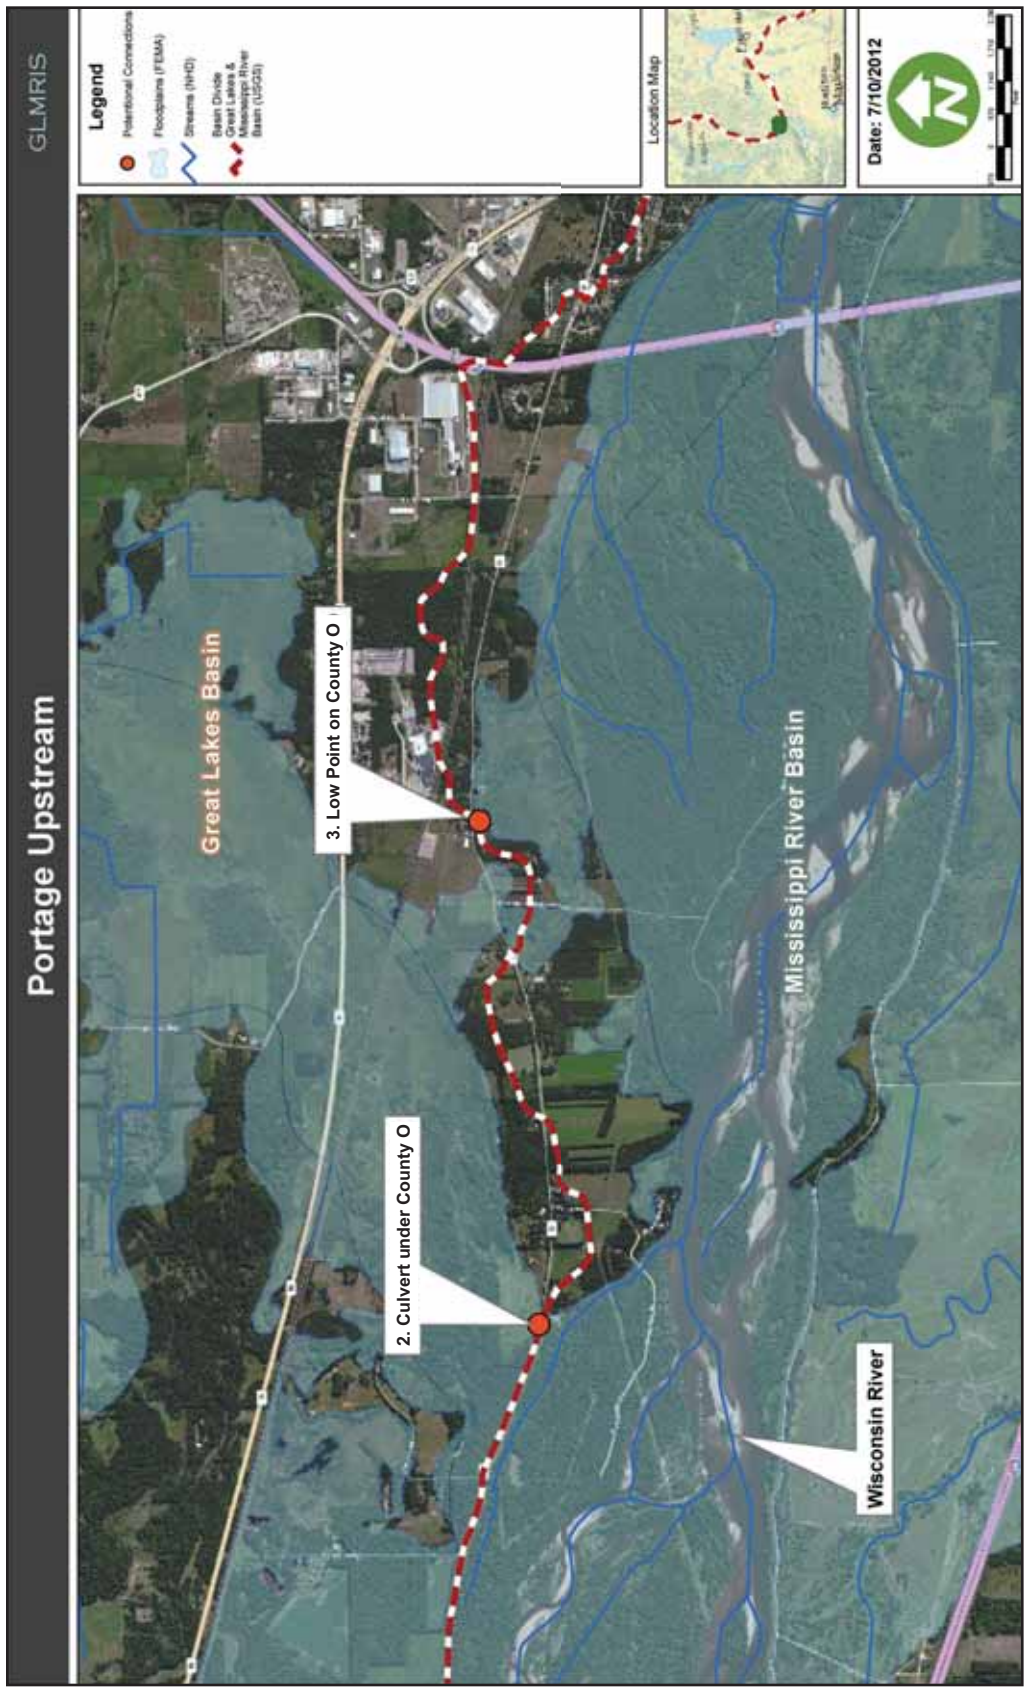 Portage Upstream
GLMRIS
Great Lakes Basin
3. Low Point on County O
2. Culvert under County O
Mississippi River Basin
Wisconsin River
Legend
Potentional Connections
Floodplains (FEMA)
Streams (NHD)
Basin Divide
Great Lakes &
Mississippi River
Basin (USGS)
Location Map
Date: 7/10/2012
N